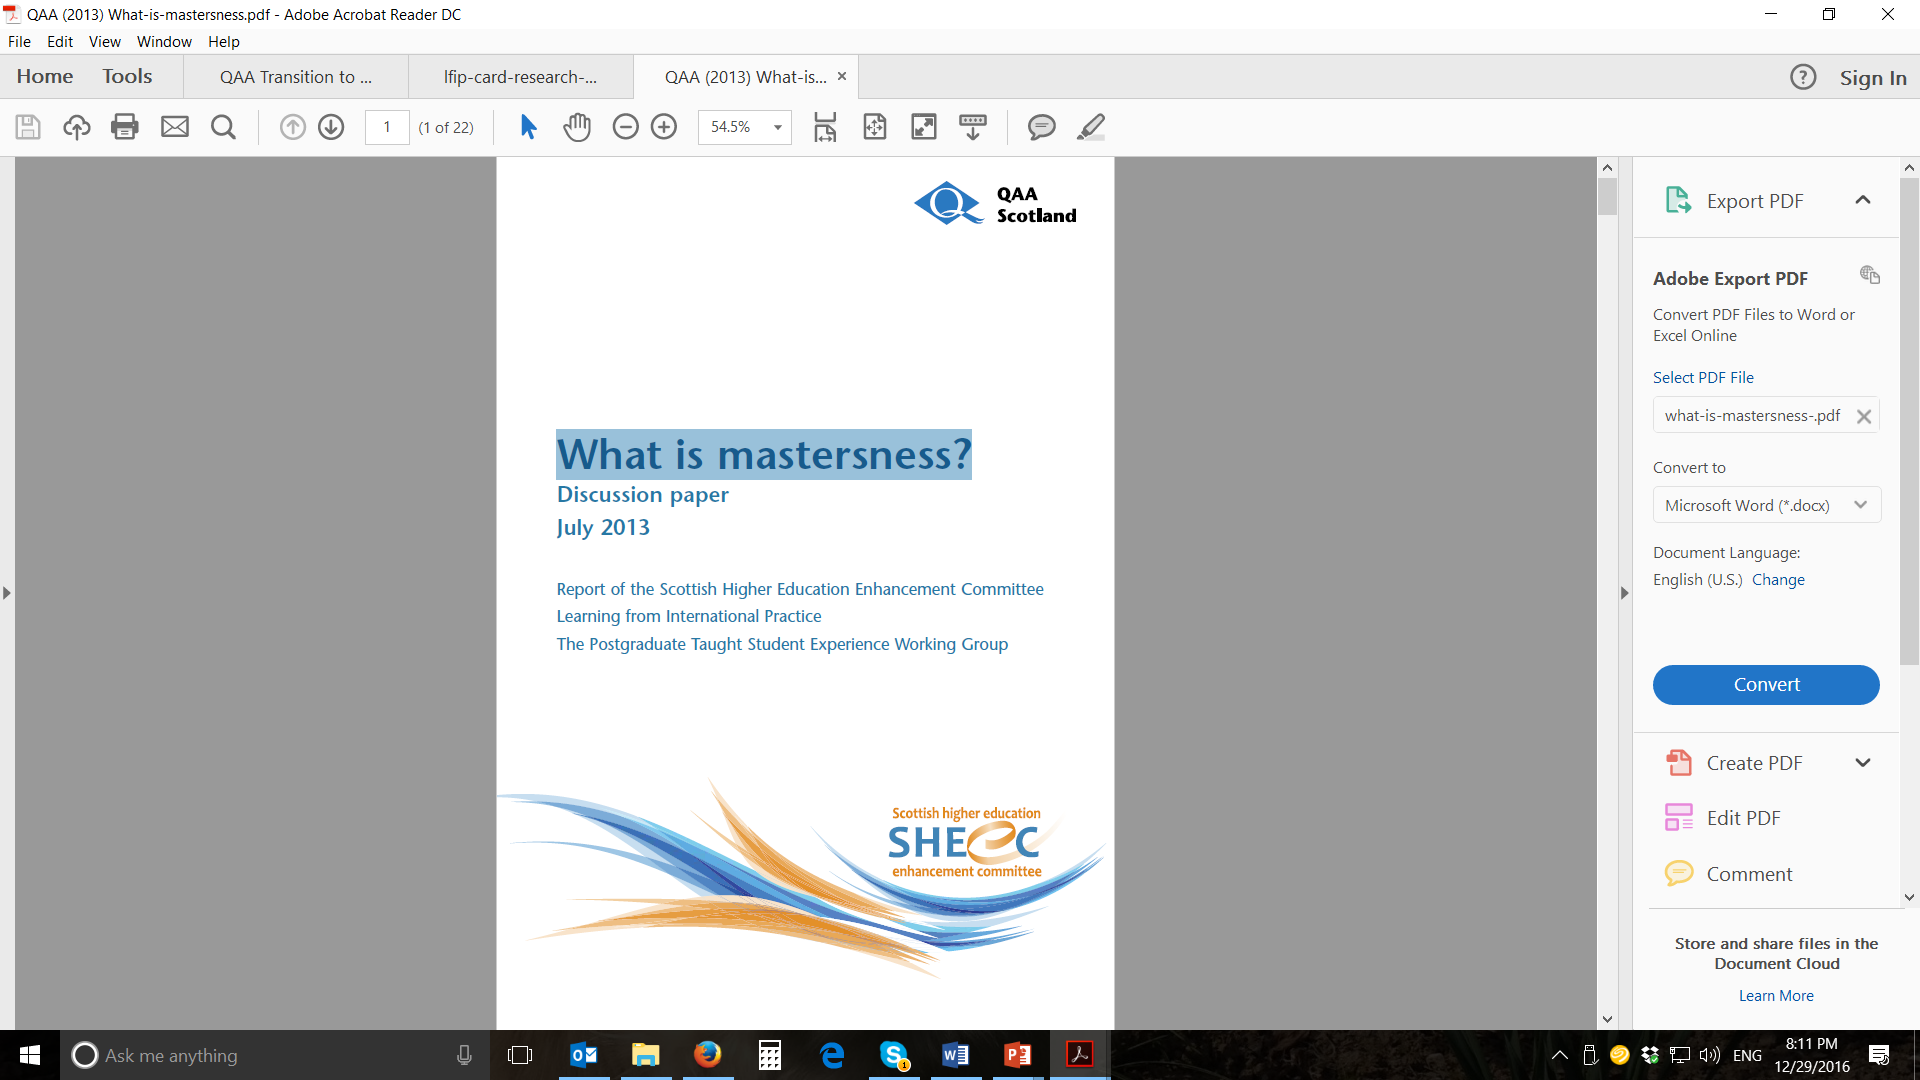 QAA (2013) What-is-mastersness.pdf - Adobe Acrobat Reader DC
File Edit View Window Help
Home Tools QAA Transition to ... lfip-card-research-... QAA (2013) What-is... Sign In
1 (1 of 22) 54.5%
QAA
Scotland
What is mastersness?
Discussion paper
July 2013
Report of the Scottish Higher Education Enhancement Committee
Learning from International Practice
The Postgraduate Taught Student Experience Working Group
Scottish higher education
SHEEC
enhancement committee
Export PDF
Adobe Export PDF
Convert PDF Files to Word or
Excel Online
Select PDF File
what-is-mastersness-.pdf
Convert to
Microsoft Word (*.docx)
Document Language:
English (U.S.) Change
Convert
Create PDF
Edit PDF
Comment
Store and share files in the
Document Cloud
Learn More
Ask me anything
1
ENG
8:11 PM
12/29/2016